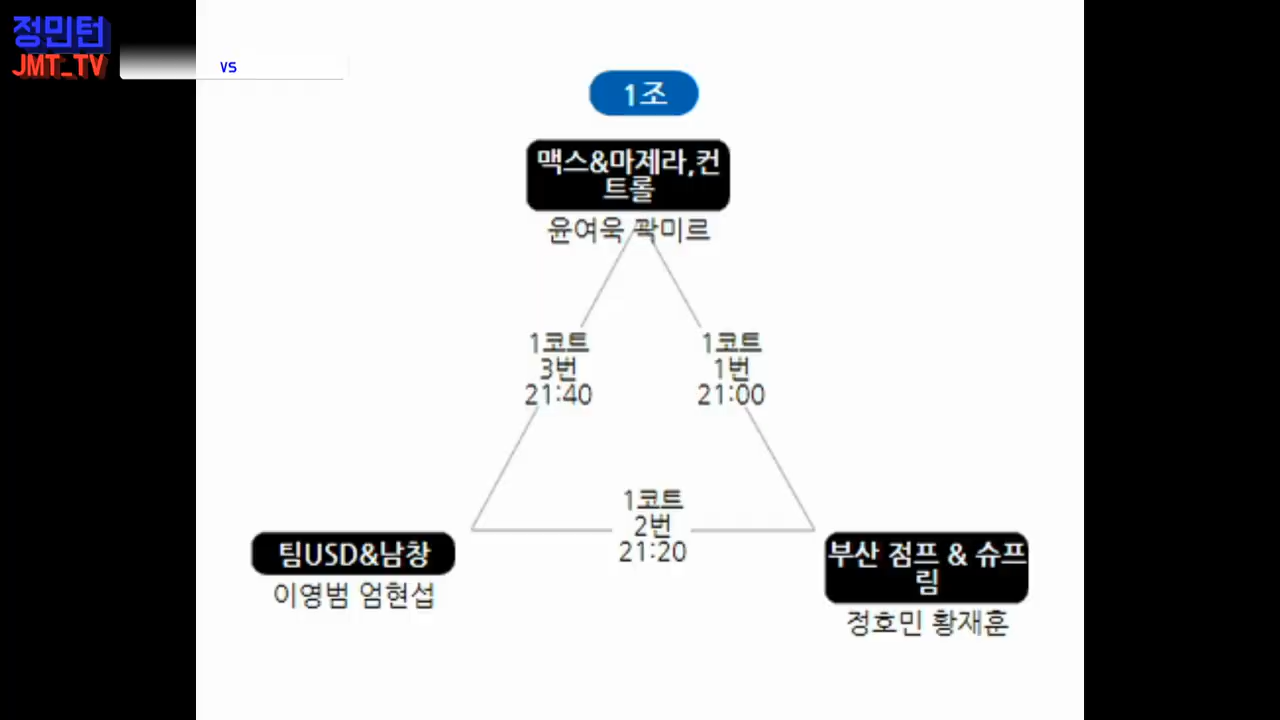 정민턴
JMT_TV
vs
1조
맥스&마제라,컨
트롤
윤여욱 곽미르
1코트
3번
21:40
1코트
1번
21:00
1코트
2번
21:20
팀USD&남창
이영범 엄현섭
부산 점프 & 슈프
림
정호민 황재훈